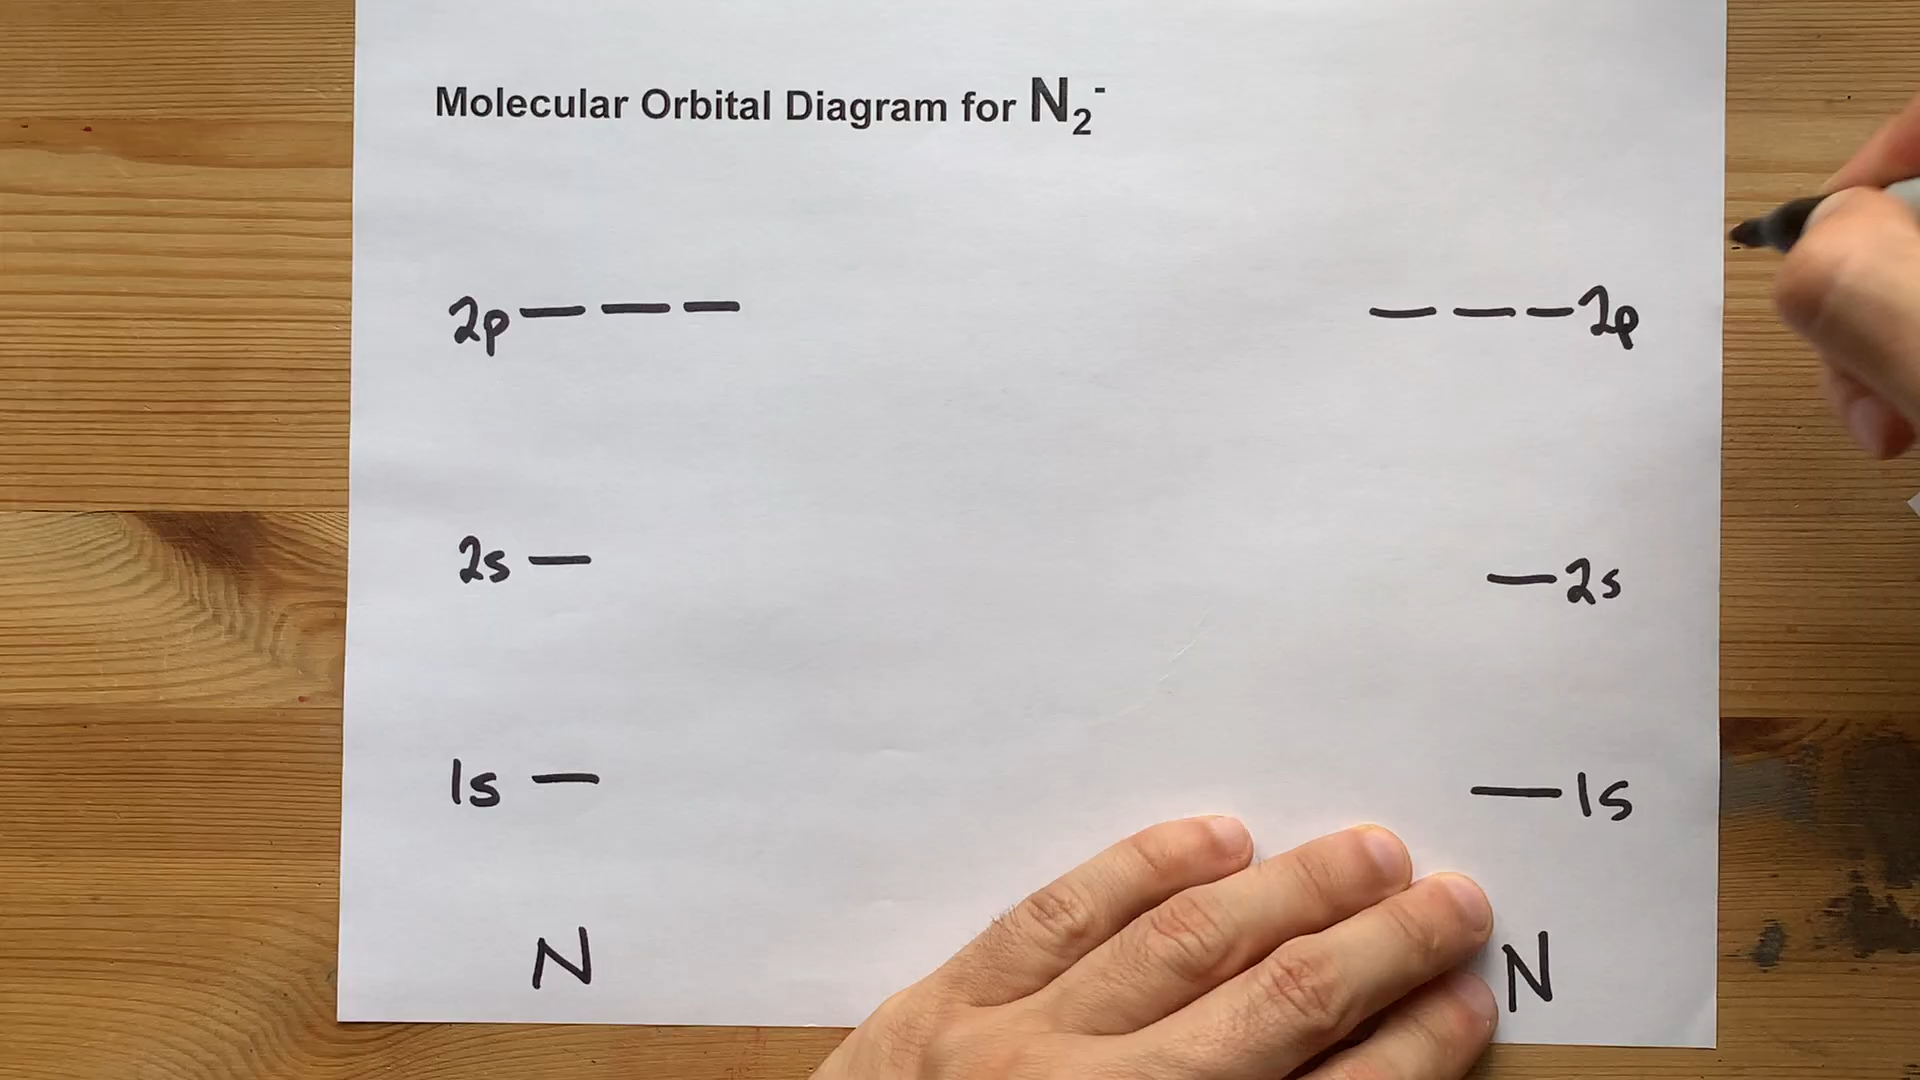 Molecular Orbital Diagram for N₂⁻
2p 2p
2s 2s
1s 1s
N N